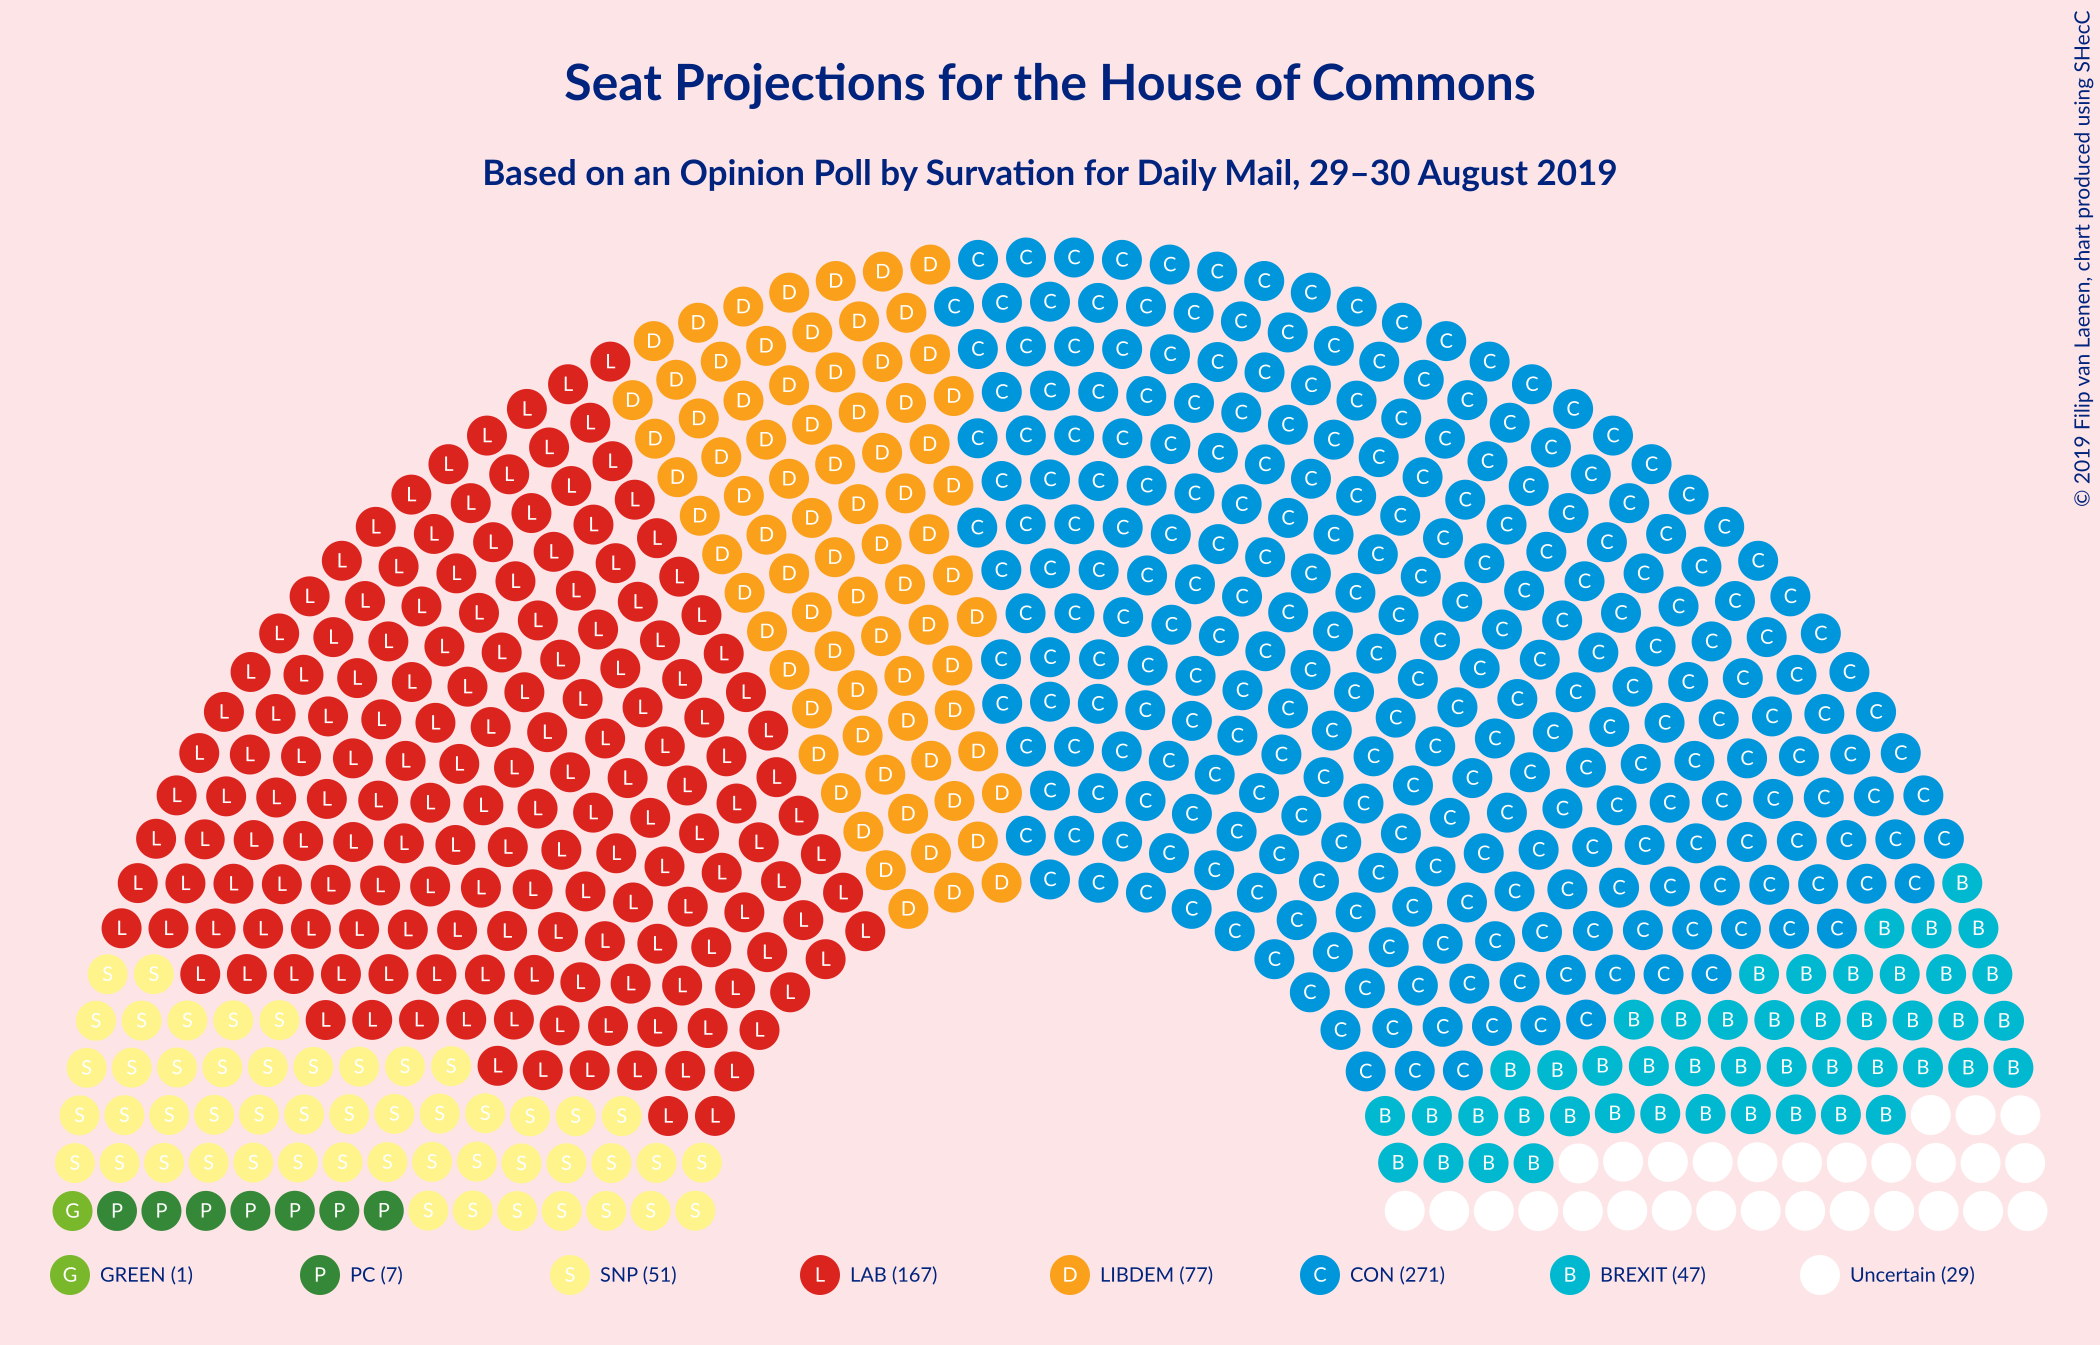 Seat Projections for the House of Commons
Based on an Opinion Poll by Survation for Daily Mail, 29–30 August 2019
© 2019 Filip van Laenen, chart produced using SHecC
G GREEN (1)
P PC (7)
S SNP (51)
L LAB (167)
D LIBDEM (77)
C CON (271)
B BREXIT (47)
Uncertain (29)